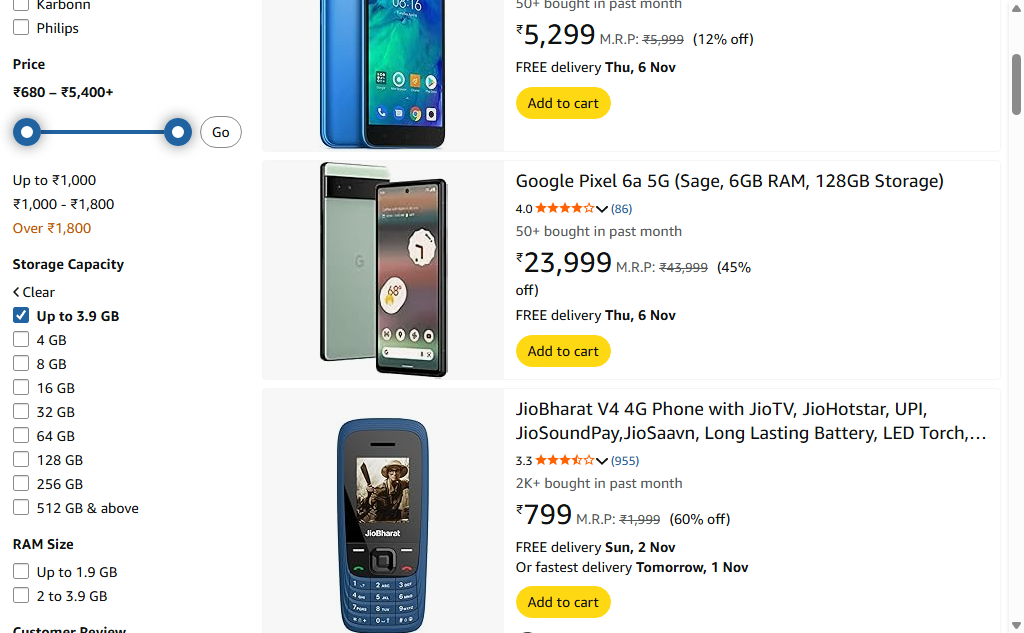 Karbonn
Philips
Price
₹680 – ₹5,400+
Go
Up to ₹1,000
₹1,000 - ₹1,800
Over ₹1,800
Storage Capacity
Clear
Up to 3.9 GB
4 GB
8 GB
16 GB
32 GB
64 GB
128 GB
256 GB
512 GB & above
RAM Size
Up to 1.9 GB
2 to 3.9 GB
Customer Review
08:16
50+ bought in past month
₹5,299 M.R.P: ₹5,999 (12% off)
FREE delivery Thu, 6 Nov
Add to cart
G
68°
Google Pixel 6a 5G (Sage, 6GB RAM, 128GB Storage)
4.0 (86)
50+ bought in past month
₹23,999 M.R.P: ₹43,999 (45%
off)
FREE delivery Thu, 6 Nov
Add to cart
JioBharat
JioBharat V4 4G Phone with JioTV, JioHotstar, UPI,
JioSoundPay,JioSaavn, Long Lasting Battery, LED Torch,…
3.3 (955)
2K+ bought in past month
₹799 M.R.P: ₹1,999 (60% off)
FREE delivery Sun, 2 Nov
Or fastest delivery Tomorrow, 1 Nov
Add to cart